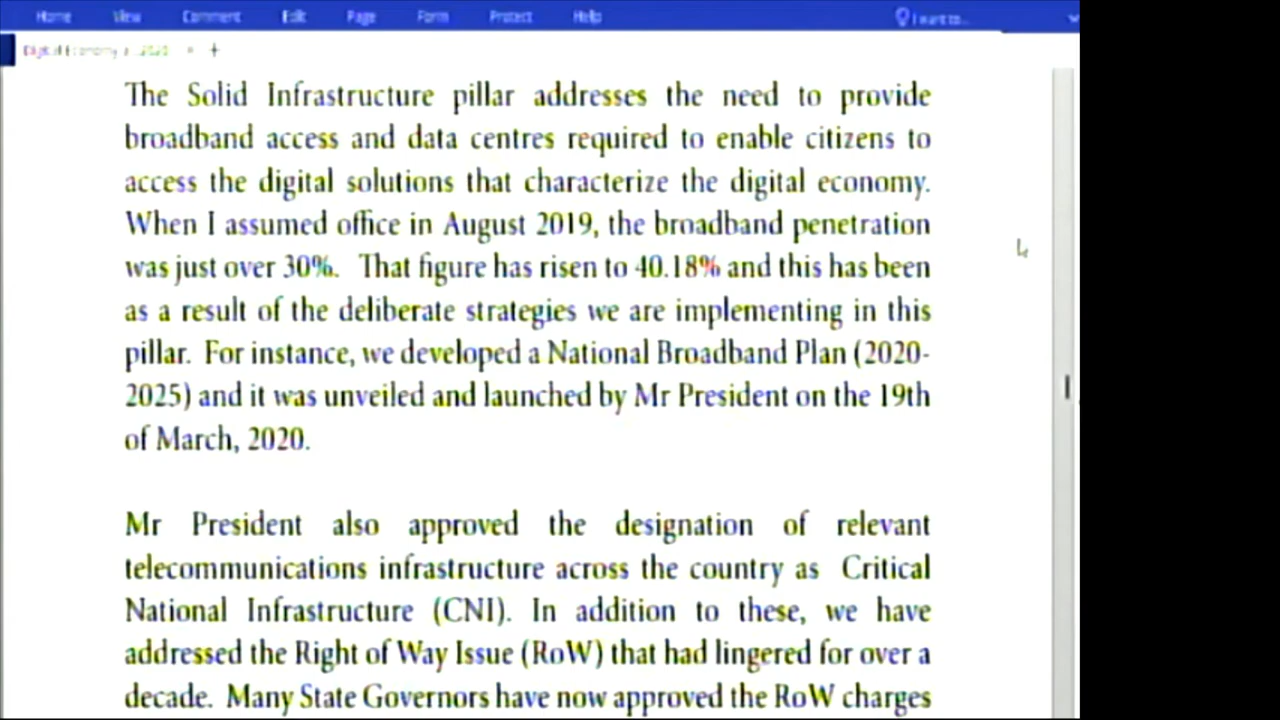 Home View Comment Edit Page Form Protect Help I want to...
The Solid Infrastructure pillar addresses the need to provide
broadband access and data centres required to enable citizens to
access the digital solutions that characterize the digital economy.
When I assumed office in August 2019, the broadband penetration
was just over 30%. That figure has risen to 40.18% and this has been
as a result of the deliberate strategies we are implementing in this
pillar. For instance, we developed a National Broadband Plan (2020-
2025) and it was unveiled and launched by Mr President on the 19th
of March, 2020.
Mr President also approved the designation of relevant
telecommunications infrastructure across the country as Critical
National Infrastructure (CNI). In addition to these, we have
addressed the Right of Way Issue (RoW) that had lingered for over a
decade. Many State Governors have now approved the RoW charges